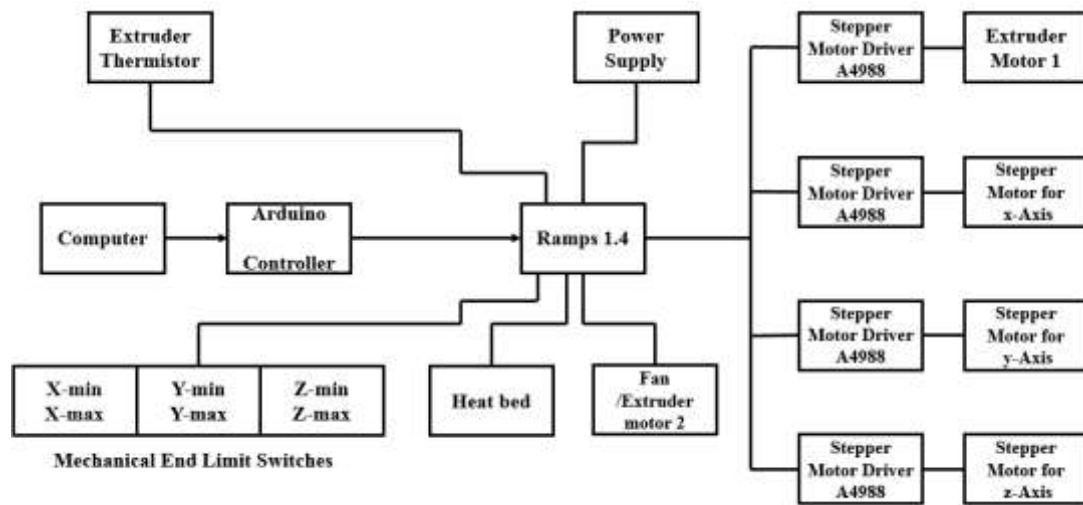 Extruder
Thermistor
Power
Supply
Stepper
Motor Driver
A4988
Extruder
Motor 1
Stepper
Motor Driver
A4988
Stepper
Motor for
x-Axis
Computer
Arduino
Controller
Ramps 1.4
Stepper
Motor Driver
A4988
Stepper
Motor for
y-Axis
X-min
X-max
Y-min
Y-max
Z-min
Z-max
Heat bed
Fan
/Extruder
motor 2
Mechanical End Limit Switches
Stepper
Motor Driver
A4988
Stepper
Motor for
z-Axis